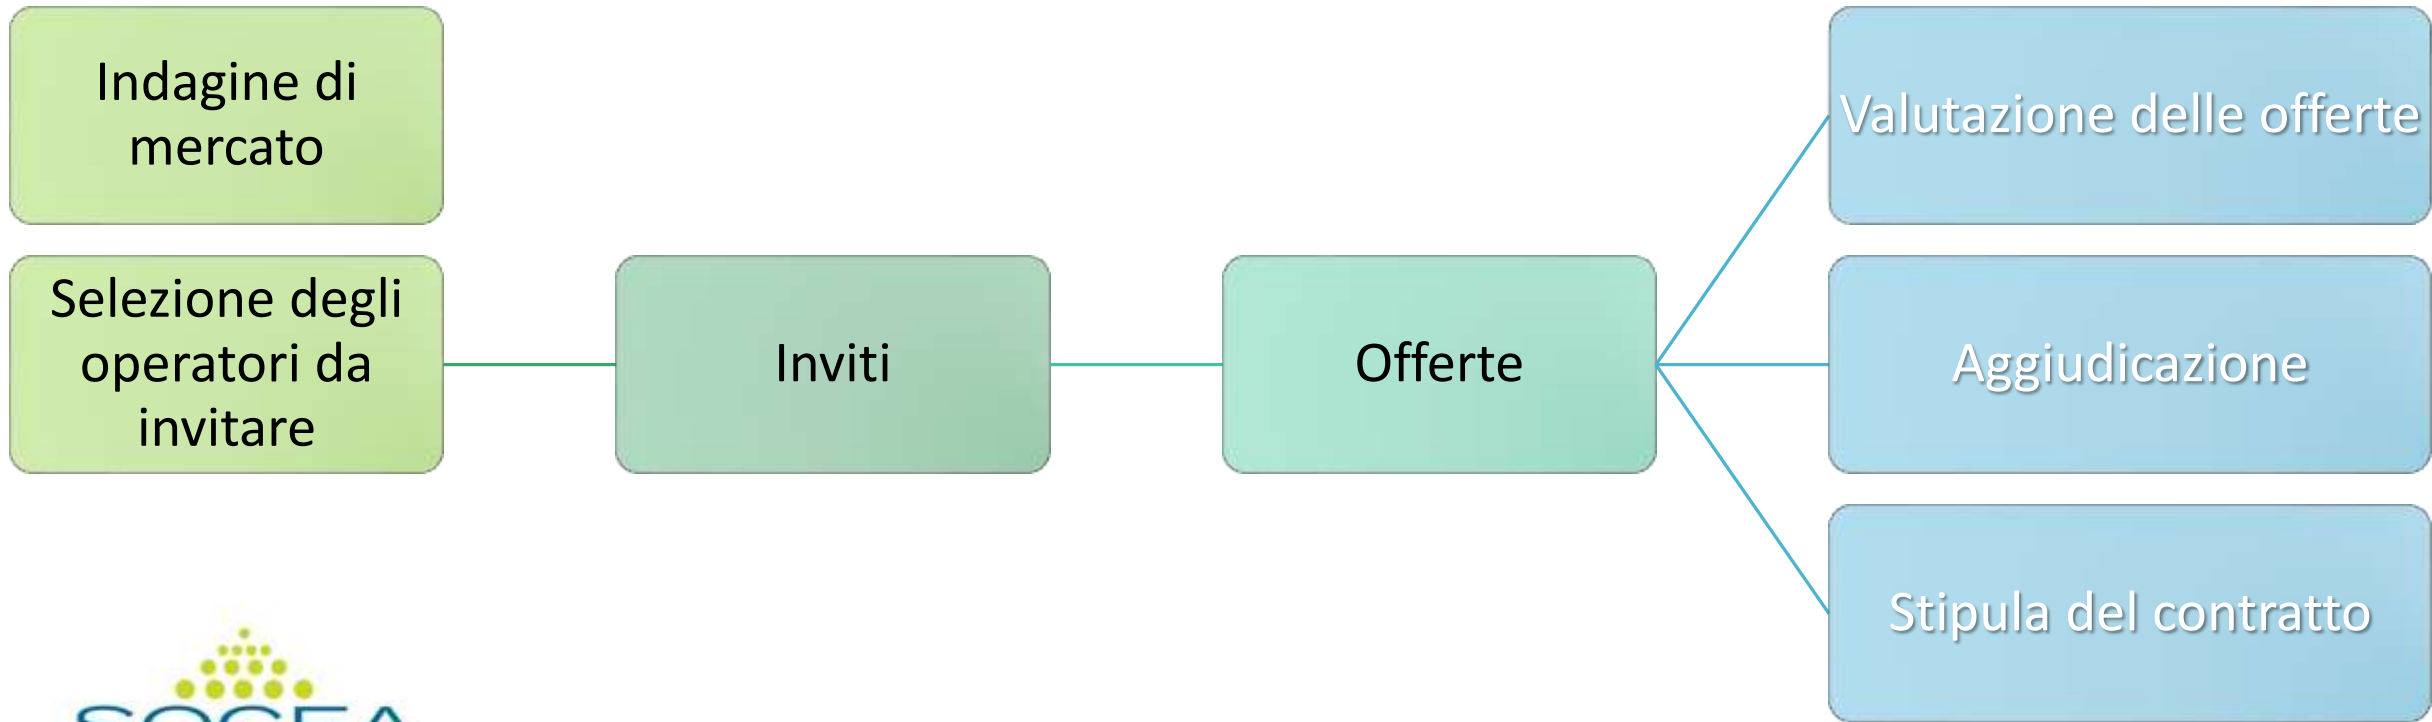 Indagine di
mercato
Selezione degli
operatori da
invitare
Inviti
Offerte
Valutazione delle offerte
Aggiudicazione
Stipula del contratto